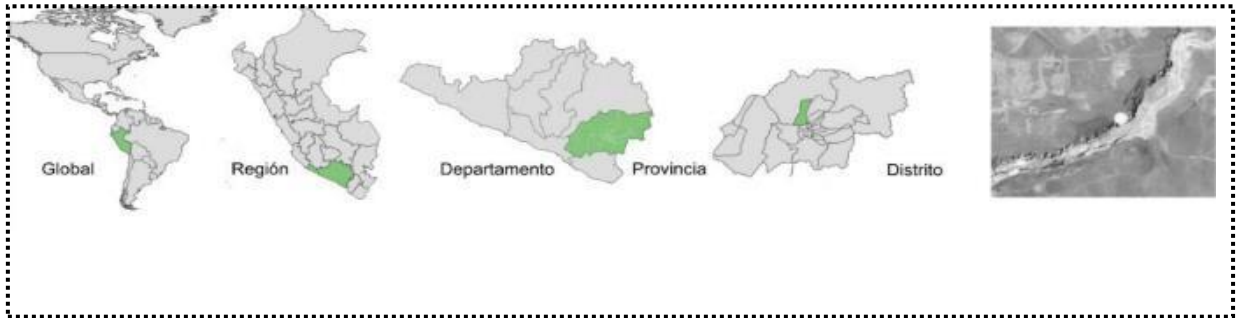 Global
Región
Departamento
Provincia
Distrito